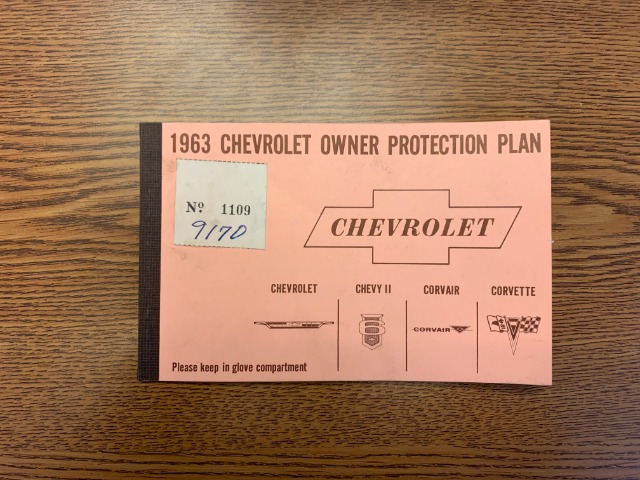 1963 CHEVROLET OWNER PROTECTION PLAN
Nº 1109
9170
CHEVROLET
CHEVROLET CHEVY II CORVAIR CORVETTE
CORVAIR
Please keep in glove compartment